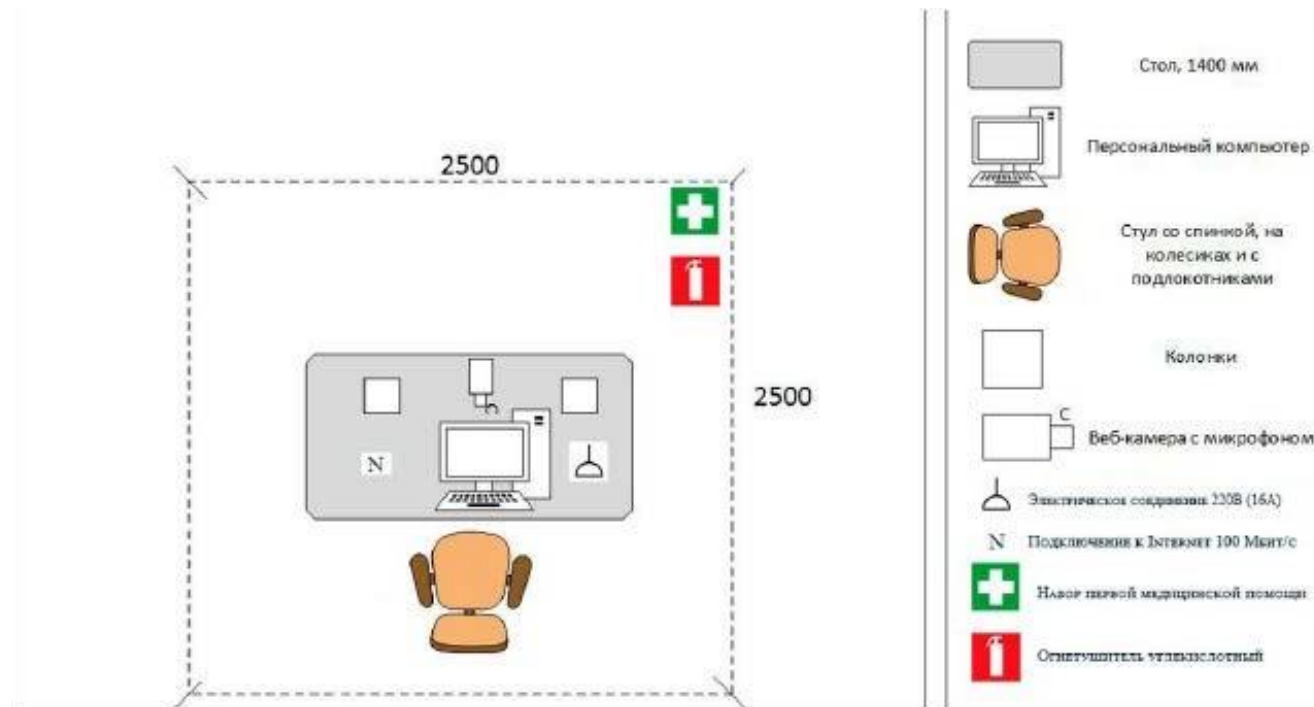 2500
2500
N
Стол, 1400 мм
Персональный компьютер
Стул со спинкой, на
колесиках и с
подлокотниками
Колонки
С
Веб-камера с микрофоном
Электрическое соединение 220В (16А)
N
Подключение к Internet 100 Мбит/с
Набор первой медицинской помощи
Огнетушитель углекислотный